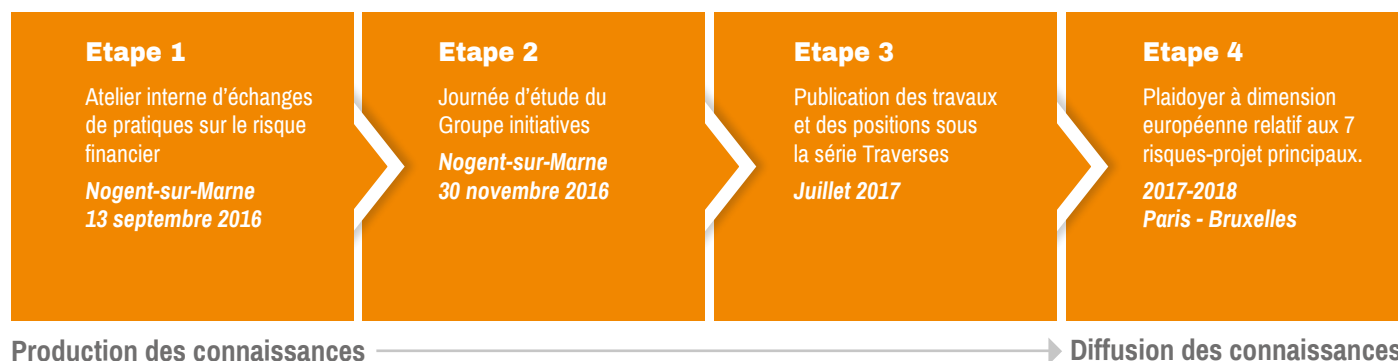 Etape 1
Atelier interne d'échanges
de pratiques sur le risque
financier
Nogent-sur-Marne
13 septembre 2016
Etape 2
Journée d'étude du
Groupe initiatives
Nogent-sur-Marne
30 novembre 2016
Etape 3
Publication des travaux
et des positions sous
la série Traverses
Juillet 2017
Etape 4
Plaidoyer à dimension
européenne relatif aux 7
risques-projet principaux.
2017-2018
Paris - Bruxelles
Production des connaissances
Diffusion des connaissances